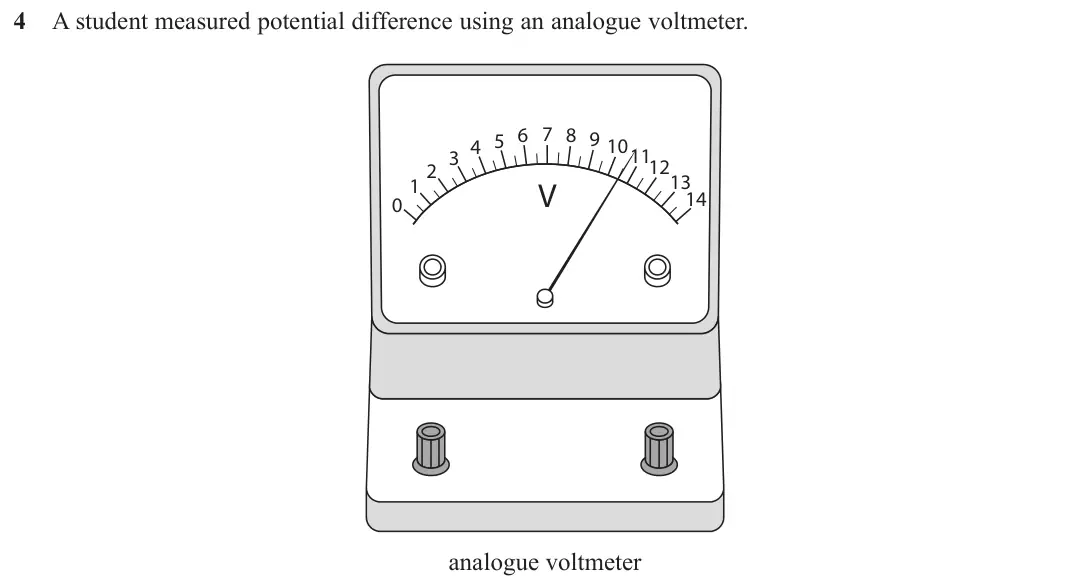 4 A student measured potential difference using an analogue voltmeter.
0 1 2 3 4 5 6 7 8 9 10 11 12 13 14
V
analogue voltmeter